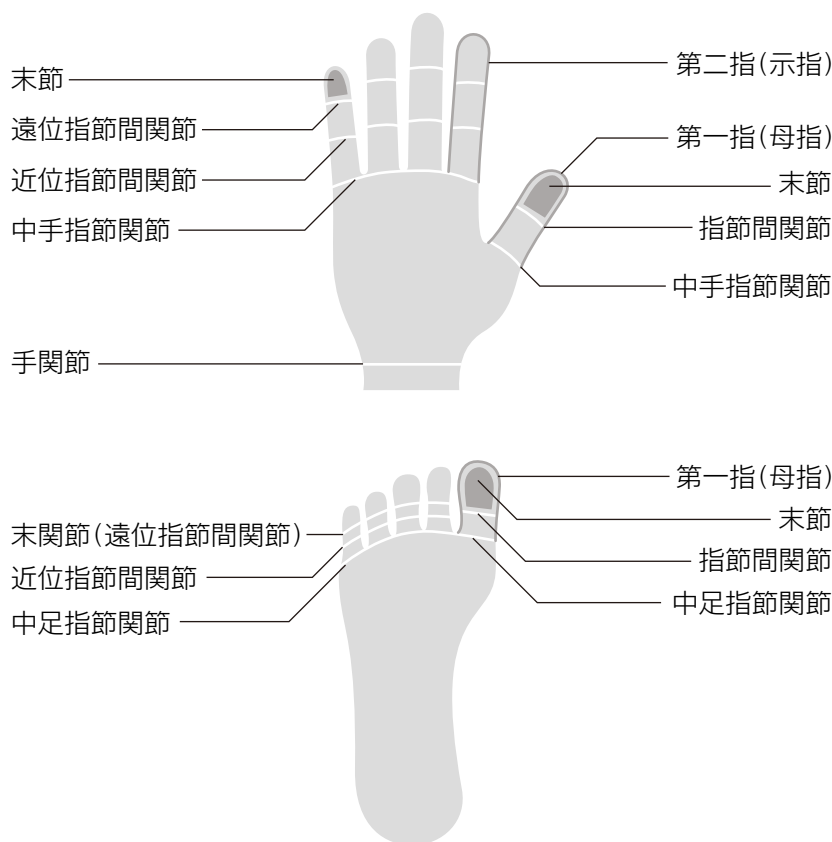 末節
遠位指節間関節
近位指節間関節
中手指節関節
手関節
第二指(示指)
第一指(母指)
末節
指節間関節
中手指節関節
末関節(遠位指節間関節)
近位指節間関節
中足指節関節
第一指(母指)
末節
指節間関節
中足指節関節